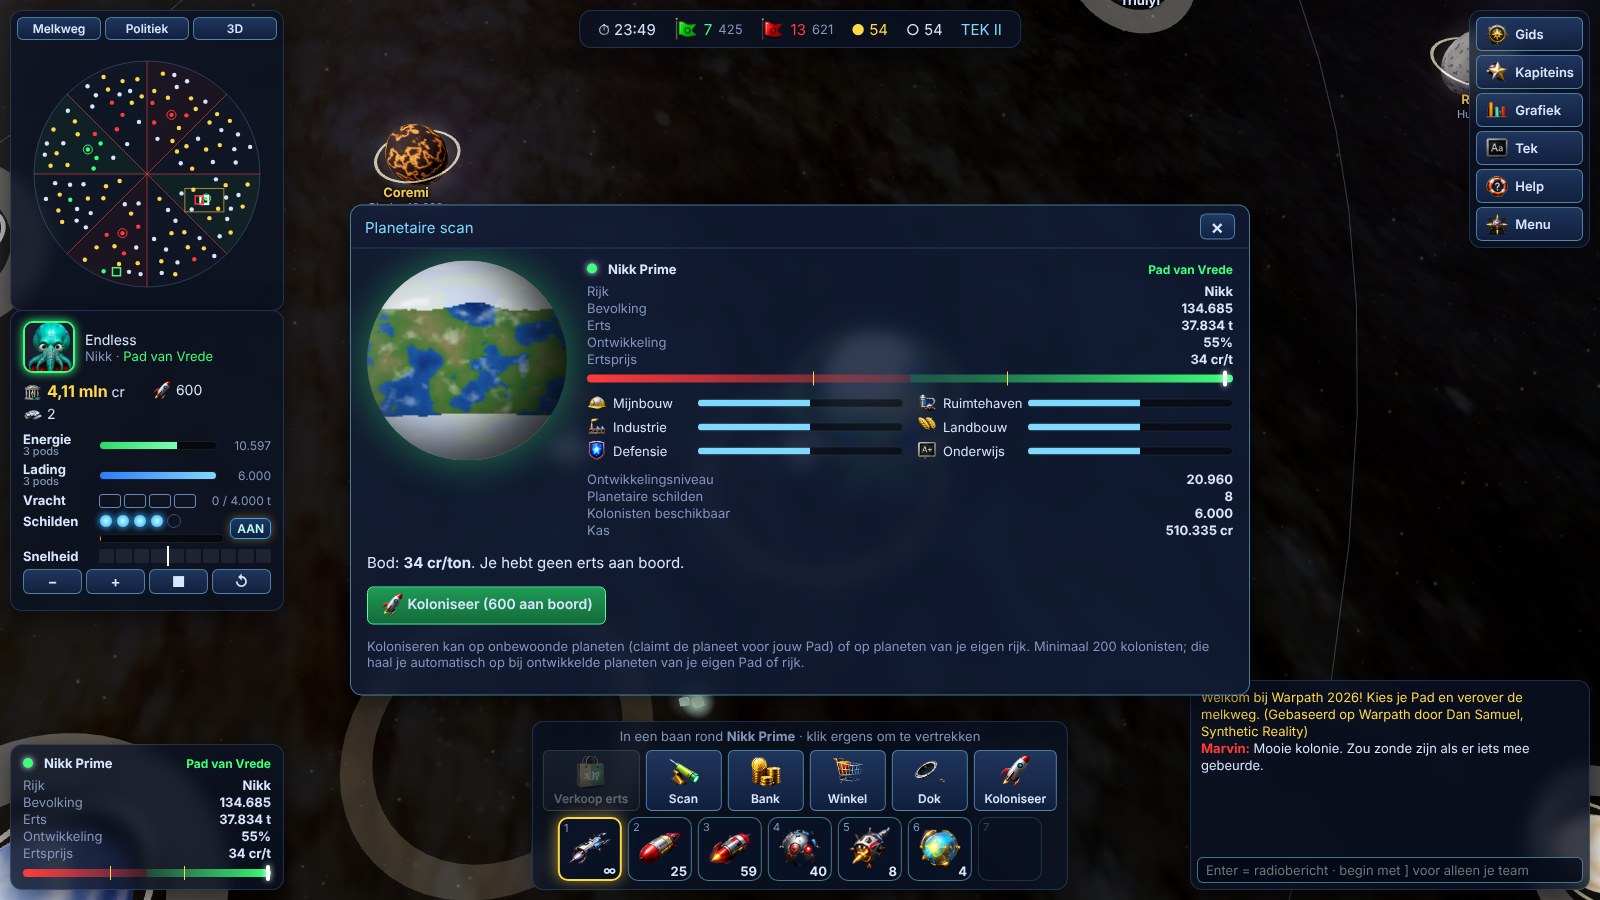 Melkweg Politiek 3D
23:49 7 425 13 621 54 54 TEK II
Gids
Kapiteins
Grafiek
Tek
Help
Menu
Coremi
Endless
Nikk · Pad van Vrede
4,11 mln cr 600
2
Energie
3 pods 10.597
Lading
3 pods 6.000
Vracht 0 / 4.000 t
Schilden AAN
Snelheid
− +
Planetaire scan ×
Nikk Prime Pad van Vrede
Rijk Nikk
Bevolking 134.685
Erts 37.834 t
Ontwikkeling 55%
Ertsprijs 34 cr/t
Mijnbouw Ruimtehaven
Industrie Landbouw
Defensie Onderwijs
Ontwikkelingsniveau 20.960
Planetaire schilden 8
Kolonisten beschikbaar 6.000
Kas 510.335 cr
Bod: 34 cr/ton. Je hebt geen erts aan boord.
Koloniseer (600 aan boord)
Koloniseren kan op onbewoonde planeten (claimt de planeet voor jouw Pad) of op planeten van je eigen rijk. Minimaal 200 kolonisten; die
haal je automatisch op bij ontwikkelde planeten van je eigen Pad of rijk.
Nikk Prime Pad van Vrede
Rijk Nikk
Bevolking 134.685
Erts 37.834 t
Ontwikkeling 55%
Ertsprijs 34 cr/t
In een baan rond Nikk Prime · klik ergens om te vertrekken
Verkoop erts Scan Bank Winkel Dok Koloniseer
1 2 3 4 5 6 7
∞ 25 59 40 8 4
Welkom bij Warpath 2026! Kies je Pad en verover de
melkweg. (Gebaseerd op Warpath door Dan Samuel,
Synthetic Reality)
Marvin: Mooie kolonie. Zou zonde zijn als er iets mee
gebeurde.
Enter = radiobericht · begin met ] voor alleen je team